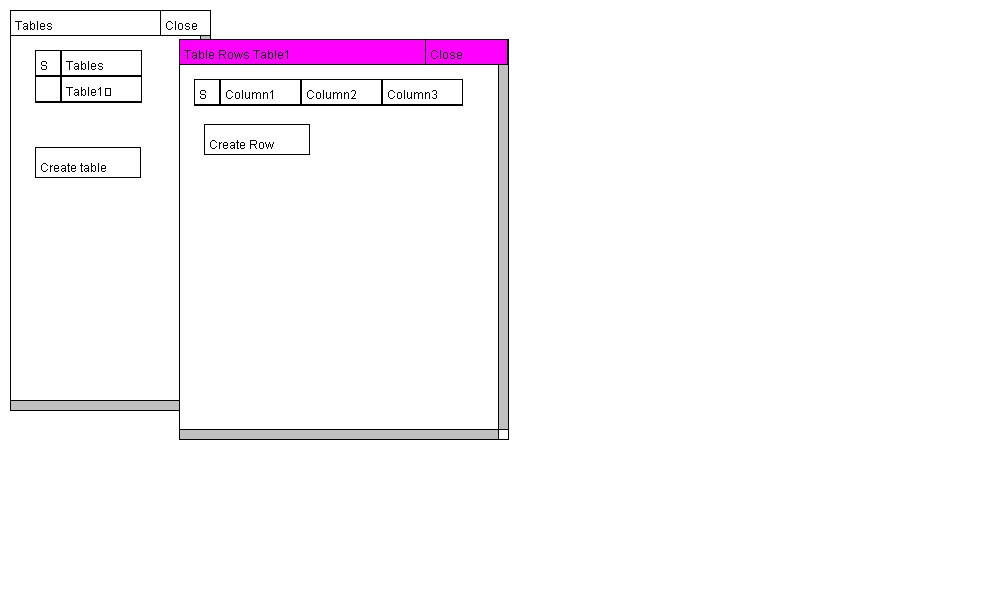 Tables Close
S Tables
Table1
Create table
Table Rows Table1 Close
S Column1 Column2 Column3
Create Row